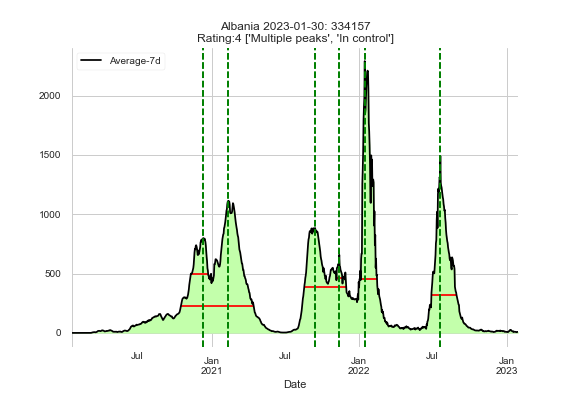 Albania 2023-01-30: 334157
Rating:4 ['Multiple peaks', 'In control']
Average-7d
2000
1500
1000
500
0
Jul
Jan
2021
Jul
Jan
2022
Jul
Jan
2023
Date